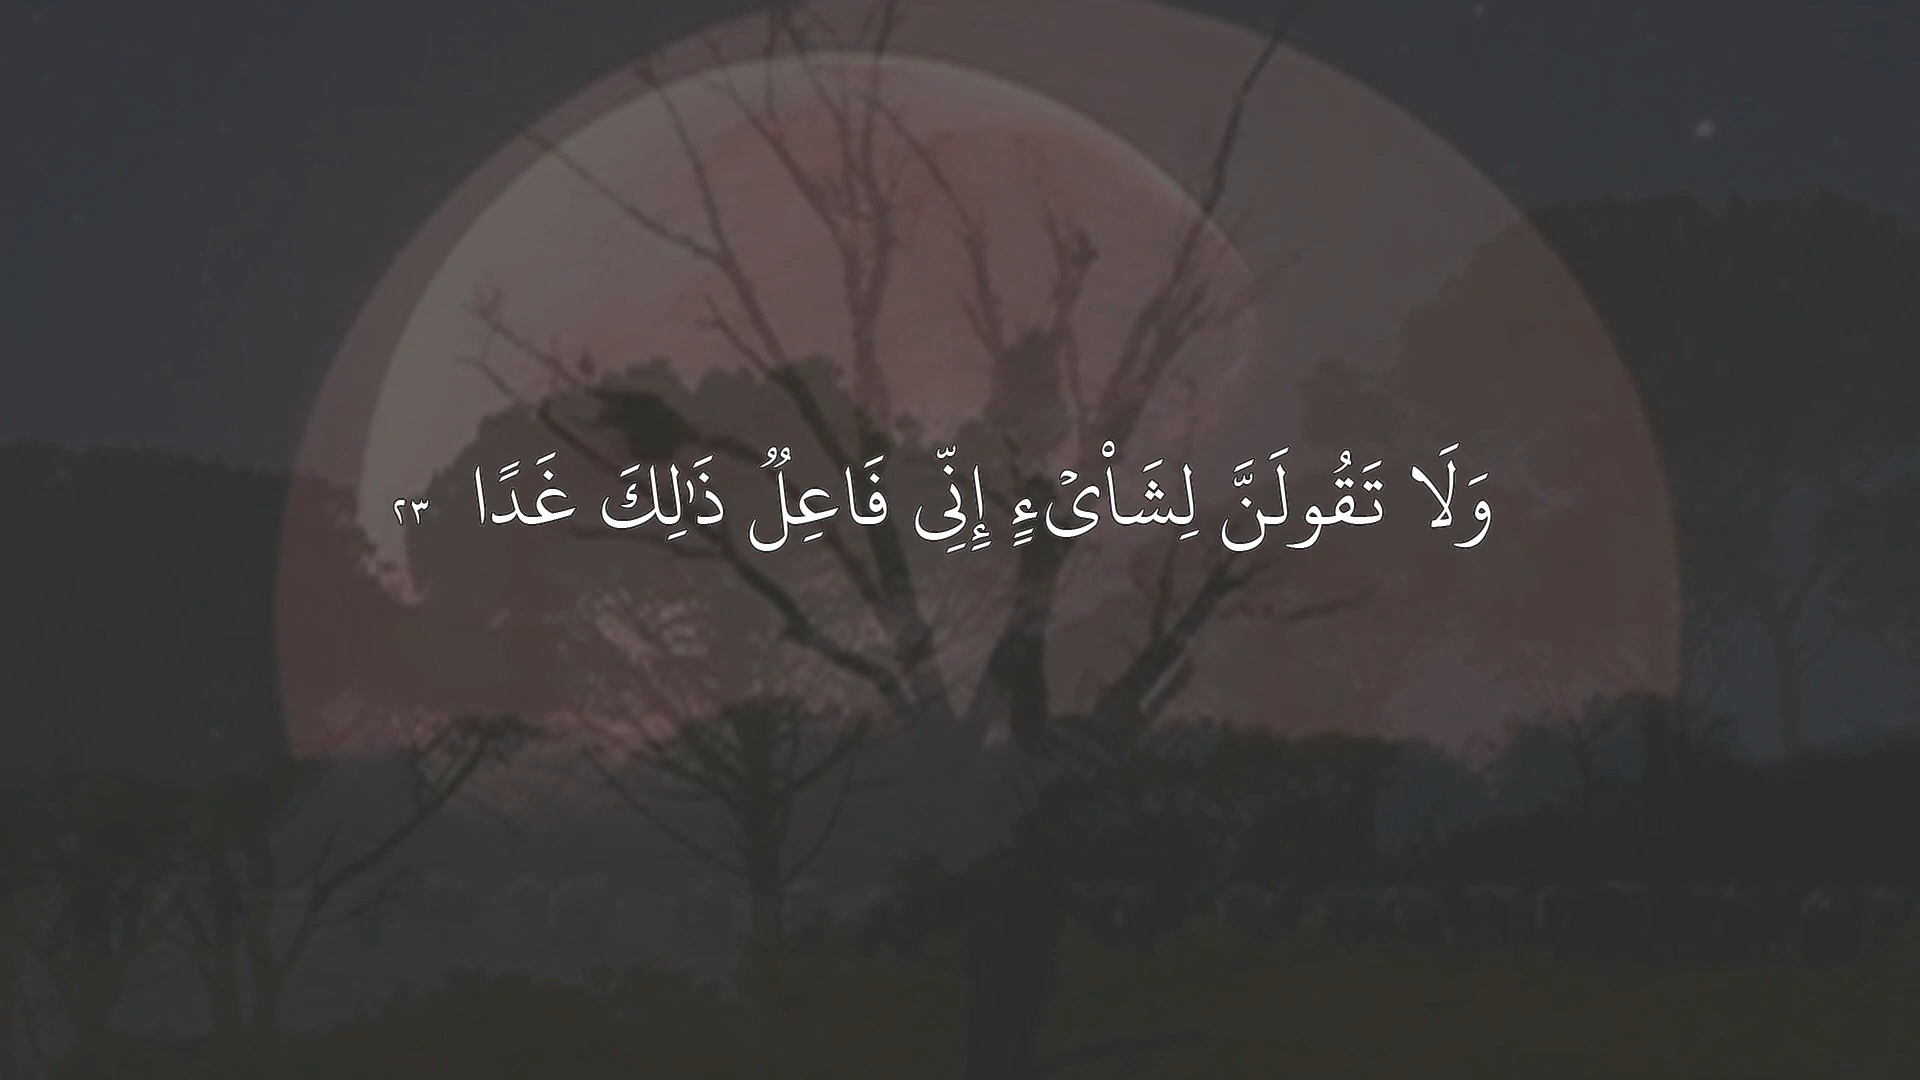 وَلَا تَقُولَنَّ لِشَا۟ىۡءٍ إِنِّى فَاعِلٌ ذَٰلِكَ غَدًا ٢٣